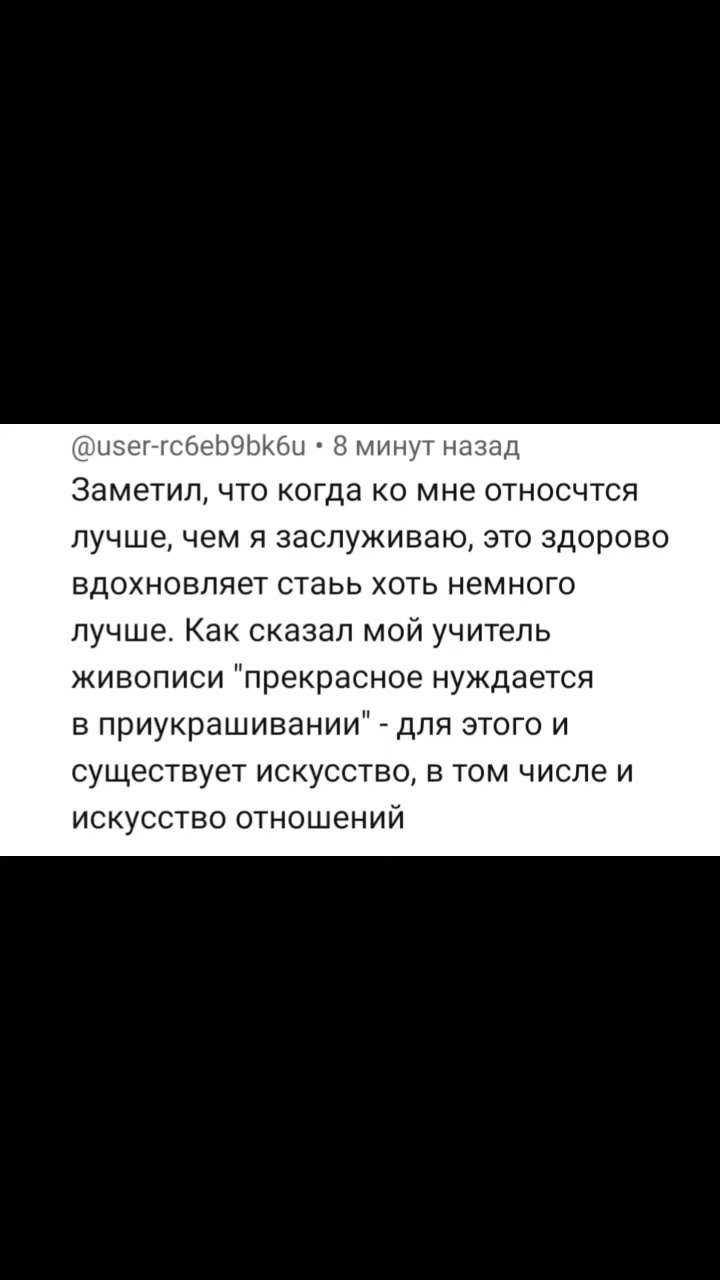 @user-rc6eb9bk6u • 8 минут назад
Заметил, что когда ко мне относчтся
лучше, чем я заслуживаю, это здорово
вдохновляет стаьь хоть немного
лучше. Как сказал мой учитель
живописи "прекрасное нуждается
в приукрашивании" - для этого и
существует искусство, в том числе и
искусство отношений